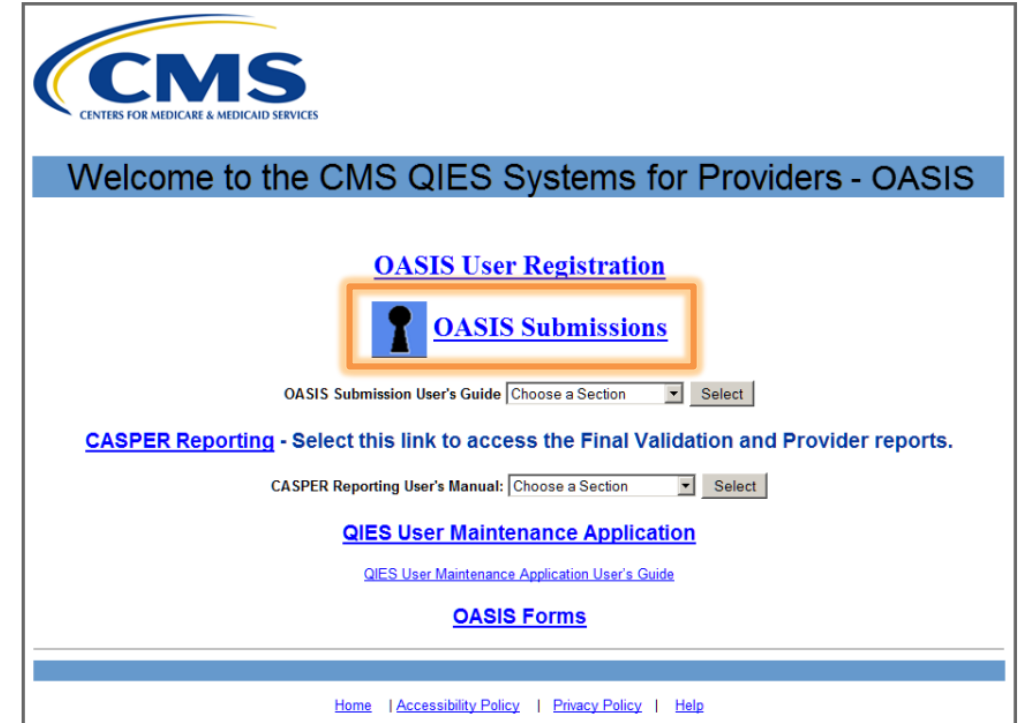 CMS
CENTERS FOR MEDICARE & MEDICAID SERVICES
Welcome to the CMS QIES Systems for Providers - OASIS
OASIS User Registration
OASIS Submissions
OASIS Submission User's Guide Choose a Section Select
CASPER Reporting - Select this link to access the Final Validation and Provider reports.
CASPER Reporting User's Manual: Choose a Section Select
QIES User Maintenance Application
QIES User Maintenance Application User's Guide
OASIS Forms
Home | Accessibility Policy | Privacy Policy | Help